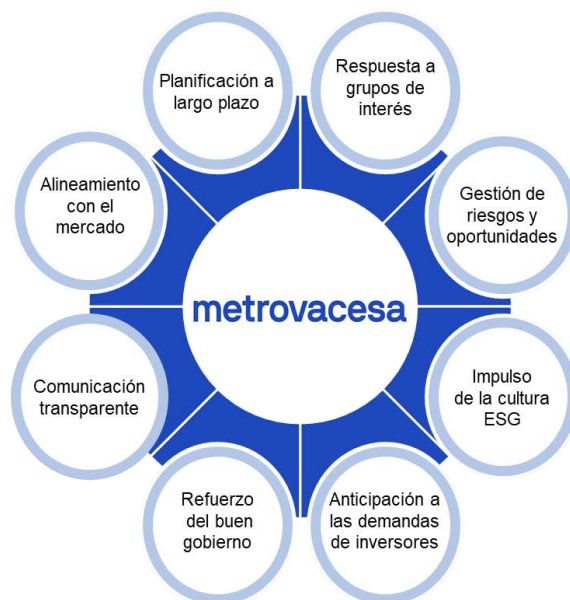 Planificación a
largo plazo
Respuesta a
grupos de
interés
Alineamiento
con el
mercado
Gestión de
riesgos y
oportunidades
metrovacesa
Comunicación
transparente
Impulso
de la cultura
ESG
Refuerzo
del buen
gobierno
Anticipación a
las demandas
de inversores